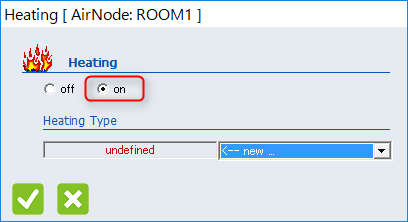 Heating [ AirNode: ROOM1 ]
Heating
off on
Heating Type
undefined <-- new ...